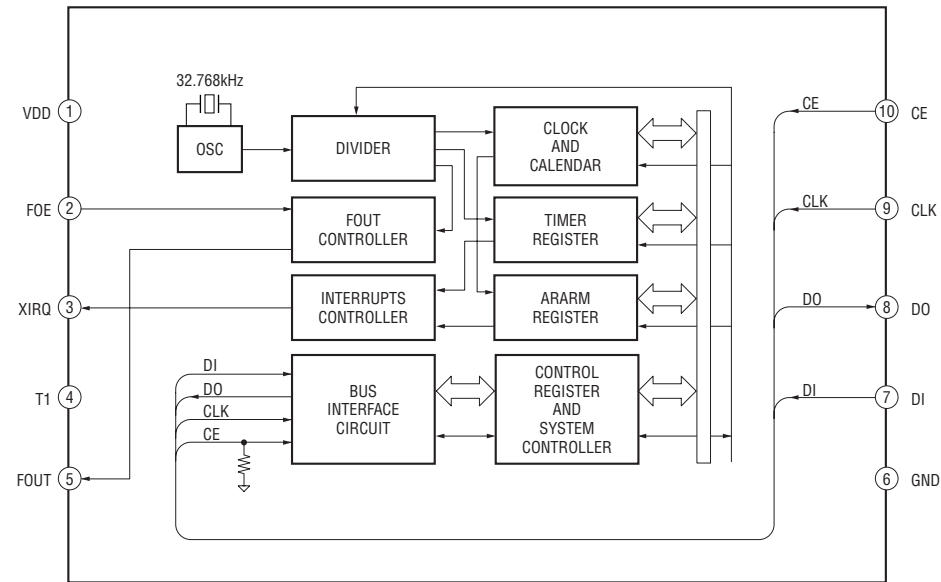 32.768kHz
OSC
DIVIDER
CLOCK
AND
CALENDAR
FOUT
CONTROLLER
TIMER
REGISTER
INTERRUPTS
CONTROLLER
ARARM
REGISTER
BUS
INTERFACE
CIRCUIT
CONTROL
REGISTER
AND
SYSTEM
CONTROLLER
DI
DO
CLK
CE
VDD 1
FOE 2
XIRQ 3
T1 4
FOUT 5
CE 10 CE
CLK 9 CLK
DO 8 DO
DI 7 DI
6 GND